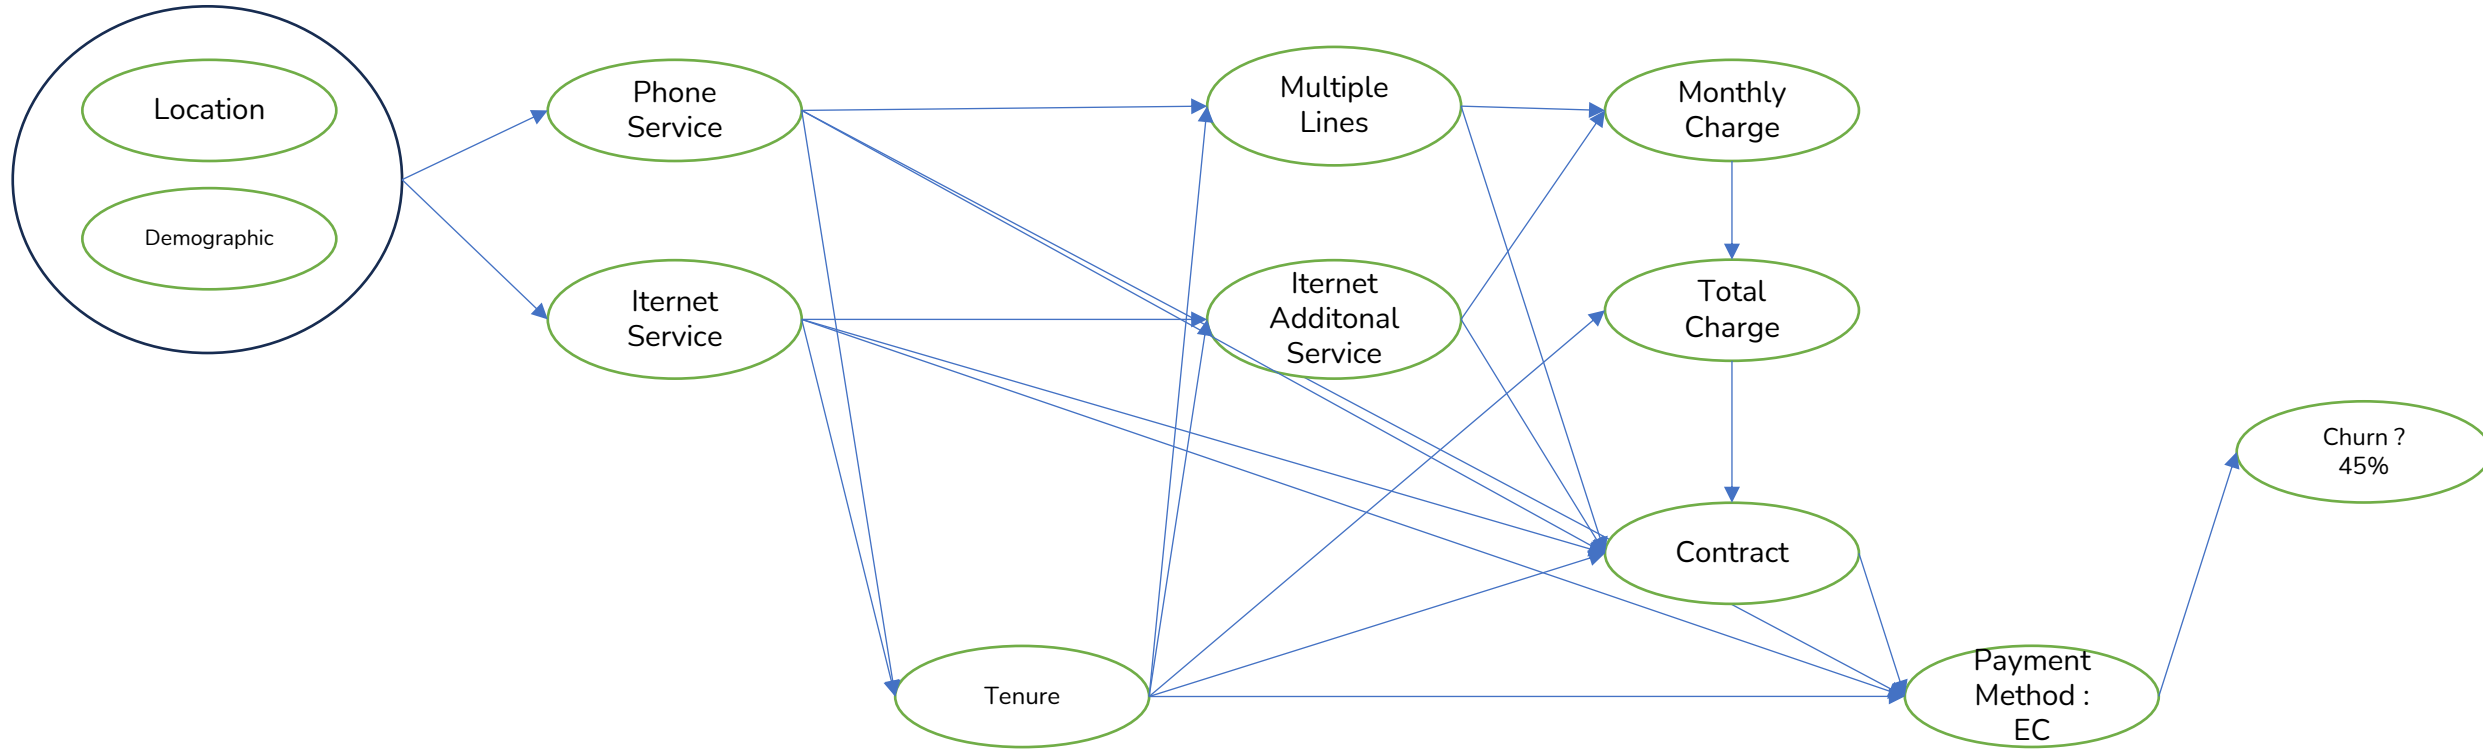 Location
Demographic
Phone
Service
Iternet
Service
Multiple
Lines
Iternet
Additonal
Service
Monthly
Charge
Total
Charge
Contract
Tenure
Payment
Method :
EC
Churn ?
45%